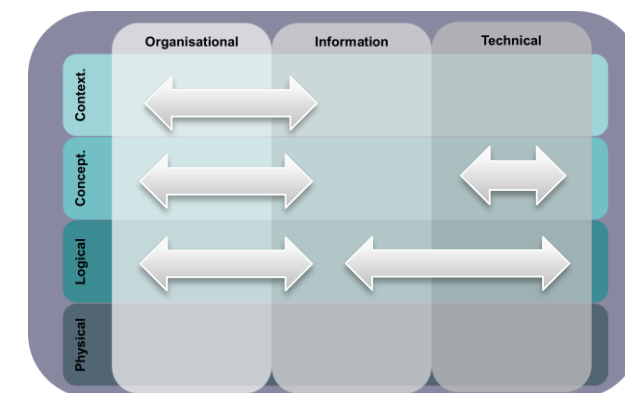 Organisational
Information
Technical
Context.
Concept.
Logical
Physical